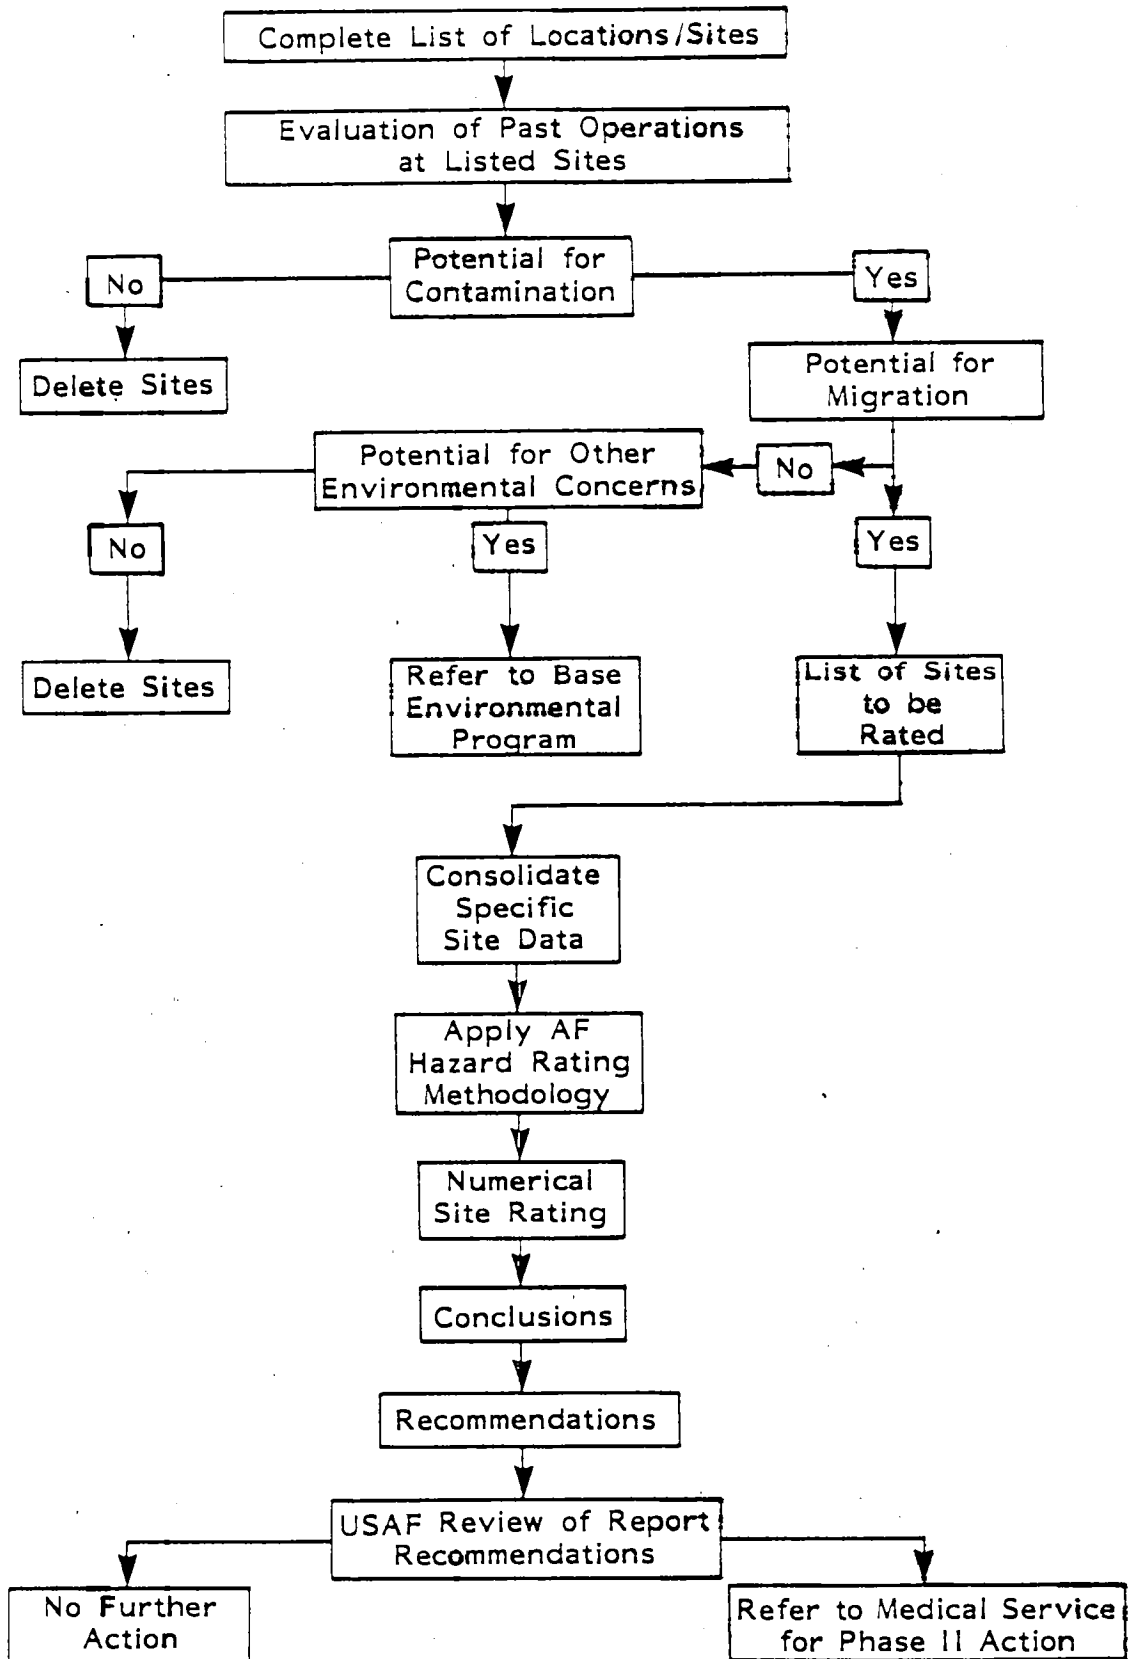 Complete List of Locations/Sites
Evaluation of Past Operations
at Listed Sites
Potential for
Contamination
No
Yes
Delete Sites
Potential for
Migration
Potential for Other
Environmental Concerns
No
No
Yes
Yes
Delete Sites
Refer to Base
Environmental
Program
List of Sites
to be
Rated
Consolidate
Specific
Site Data
Apply AF
Hazard Rating
Methodology
Numerical
Site Rating
Conclusions
Recommendations
USAF Review of Report
Recommendations
No Further
Action
Refer to Medical Service
for Phase II Action